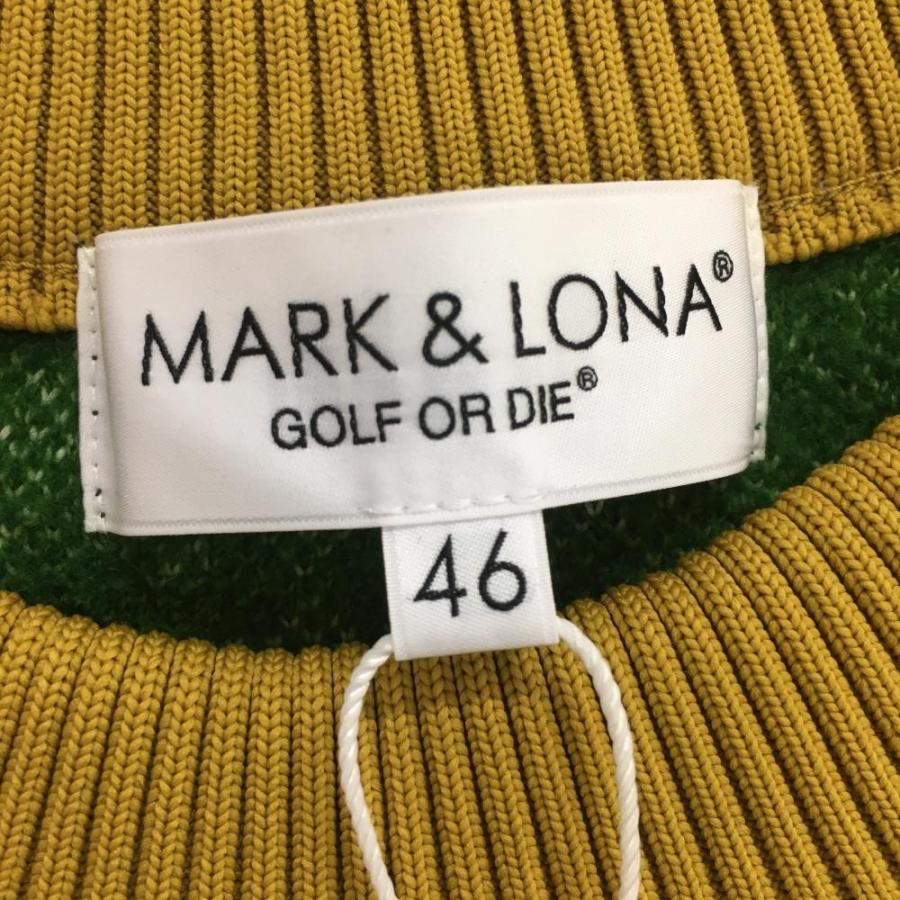 MARK & LONA®
GOLF OR DIE®
46